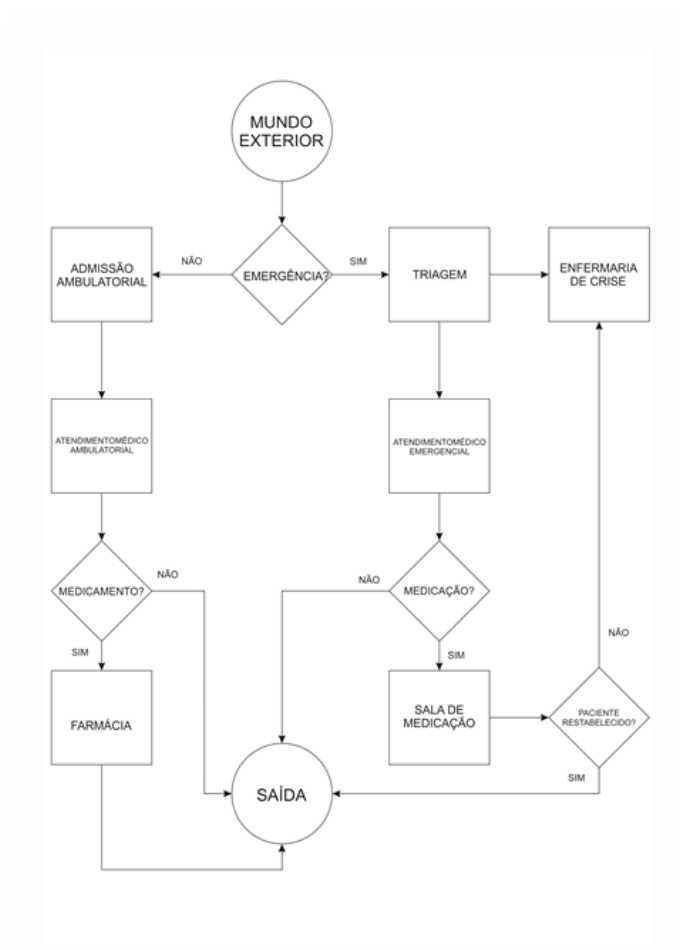 MUNDO
EXTERIOR
NÃO
EMERGÊNCIA?
SIM
ADMISSÃO
AMBULATORIAL
TRIAGEM
ENFERMARIA
DE CRISE
ATENDIMENTOMÉDICO
AMBULATORIAL
ATENDIMENTOMÉDICO
EMERGENCIAL
MEDICAMENTO?
NÃO
NÃO
MEDICAÇÃO?
SIM
SIM
NÃO
FARMÁCIA
SALA DE
MEDICAÇÃO
PACIENTE
RESTABELECIDO?
SIM
SAÍDA